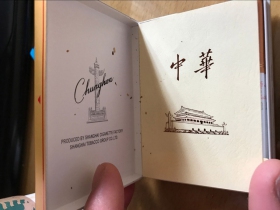 Chunghwa
PRODUCED BY SHANGHAI CIGARETTE FACTORY
SHANGHAI TOBACCO GROUP CO.,LTD.
中華